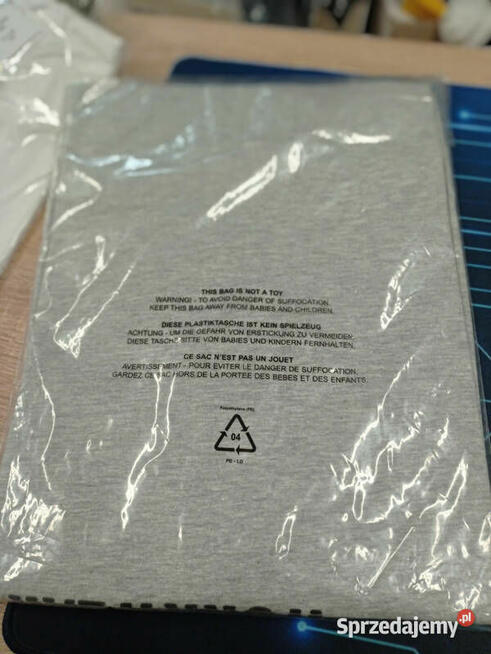 THIS BAG IS NOT A TOY
WARNING! - TO AVOID DANGER OF SUFFOCATION
KEEP THIS BAG AWAY FROM BABIES AND CHILDREN.
DIESE PLASTIKTASCHE IST KEIN SPIELZEUG
ACHTUNG - UM DIE GEFAHR VON ERSTICKUNG ZU VERMEIDEN,
DIESE TASCHE BITTE VON BABIES UND KINDERN FERNHALTEN.
CE SAC N'EST PAS UN JOUET
AVERTISSEMENT - POUR EVITER LE DANGER DE SUFFOCATION,
GARDEZ CE SAC HORS DE LA PORTEE DES BEBES ET DES ENFANTS.
04
PE - LD
Sprzedajemy.pl